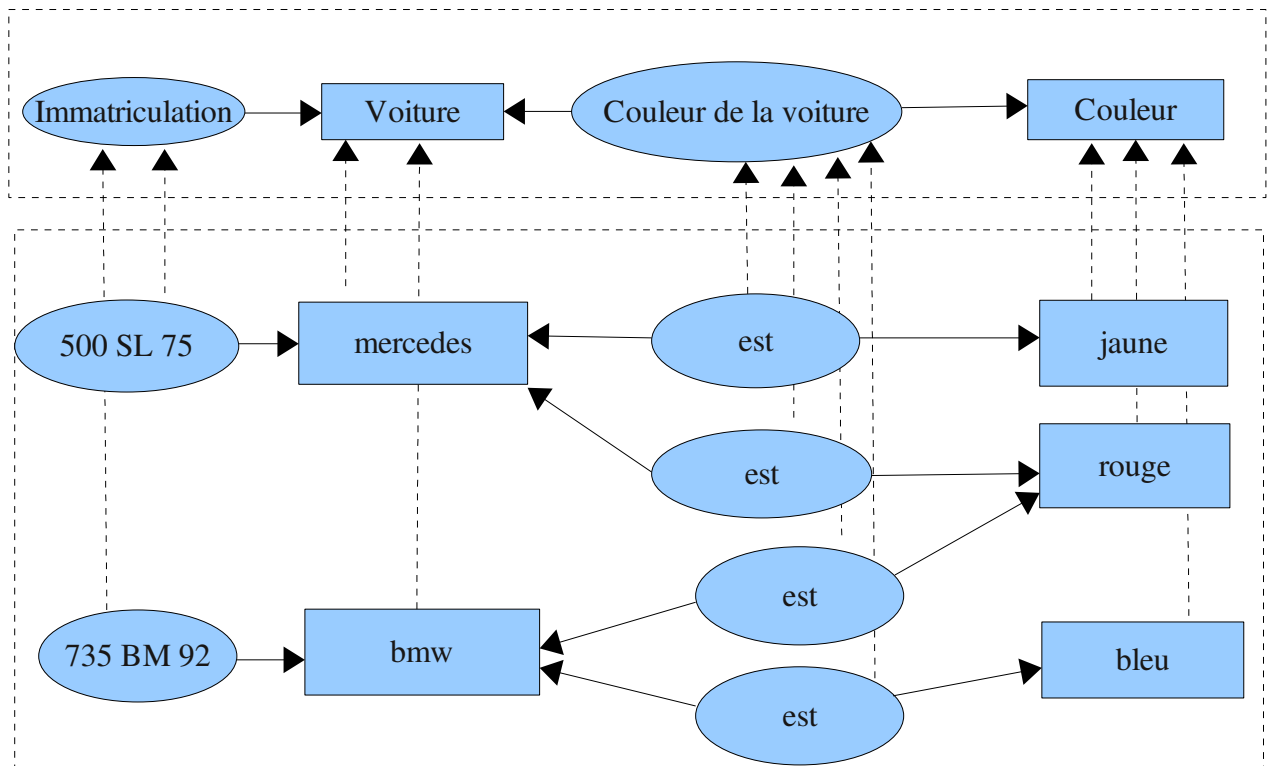 Immatriculation
Voiture
Couleur de la voiture
Couleur
500 SL 75
mercedes
est
jaune
est
rouge
est
735 BM 92
bmw
est
bleu